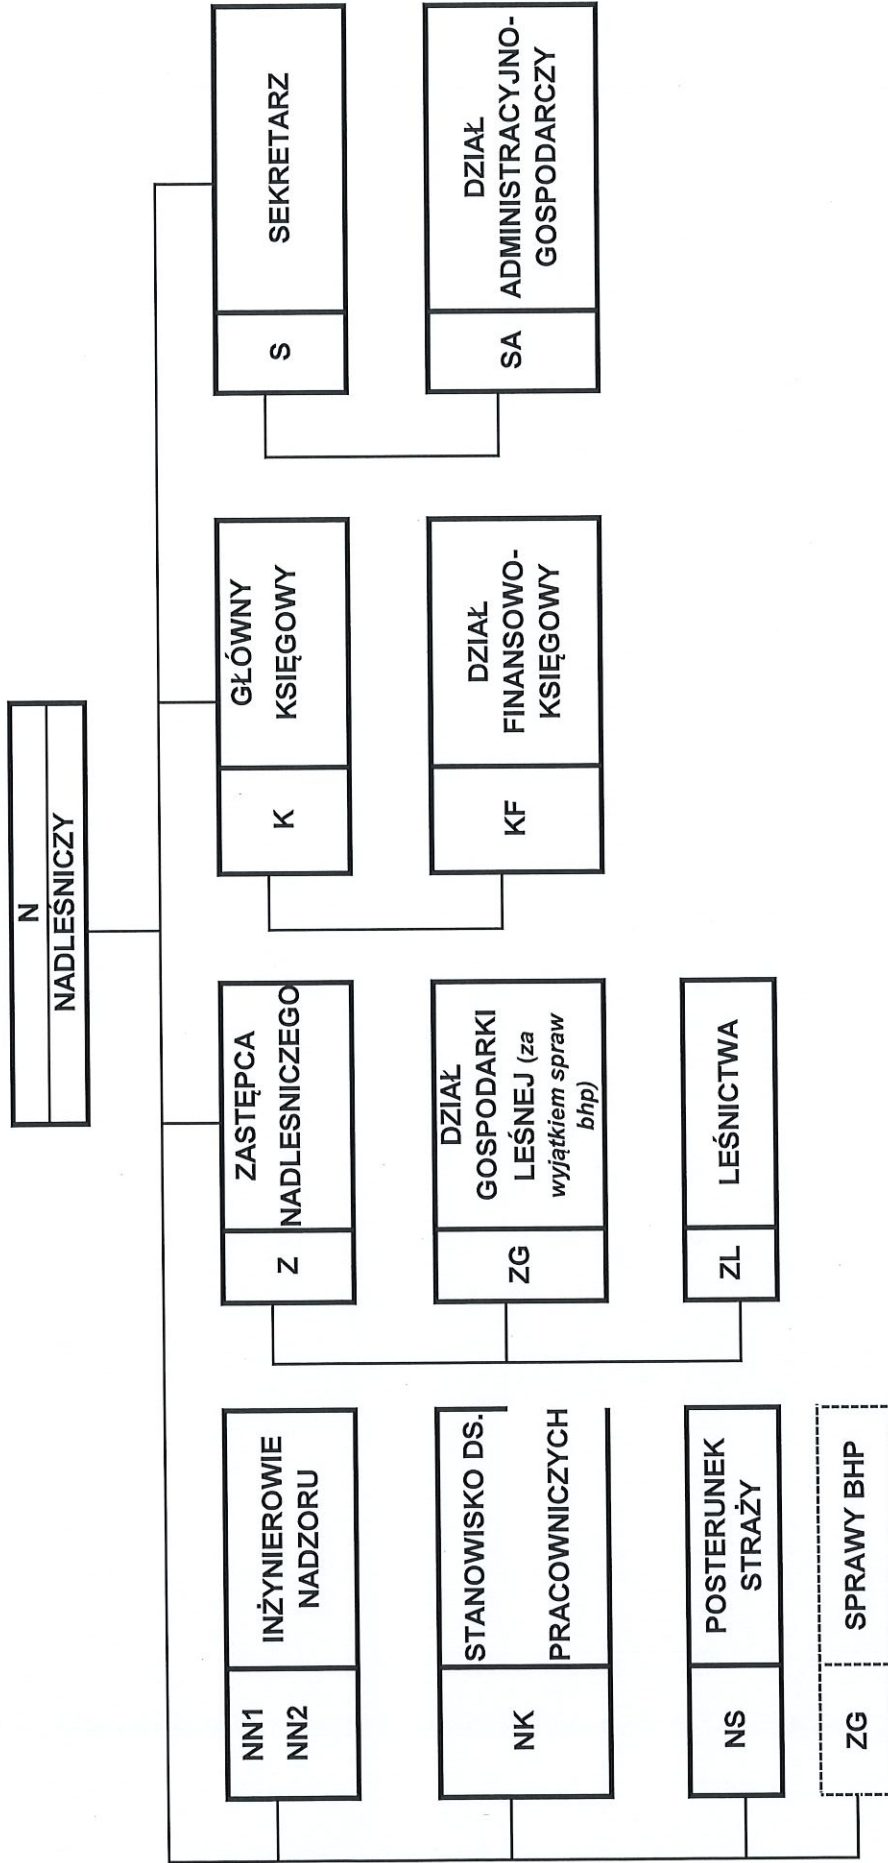 N
NADLEŚNICZY
NN1
NN2
INŻYNIEROWIE
NADZORU
NK
STANOWISKO DS.
PRACOWNICZYCH
NS
POSTERUNEK
STRAŻY
ZG
SPRAWY BHP
Z
ZASTĘPCA
NADLESNICZEGO
ZG
DZIAŁ
GOSPODARKI
LEŚNEJ (za
wyjątkiem spraw
bhp)
ZL
LEŚNICTWA
K
GŁÓWNY
KSIĘGOWY
KF
DZIAŁ
FINANSOWO-
KSIĘGOWY
S
SEKRETARZ
SA
DZIAŁ
ADMINISTRACYJNO-
GOSPODARCZY